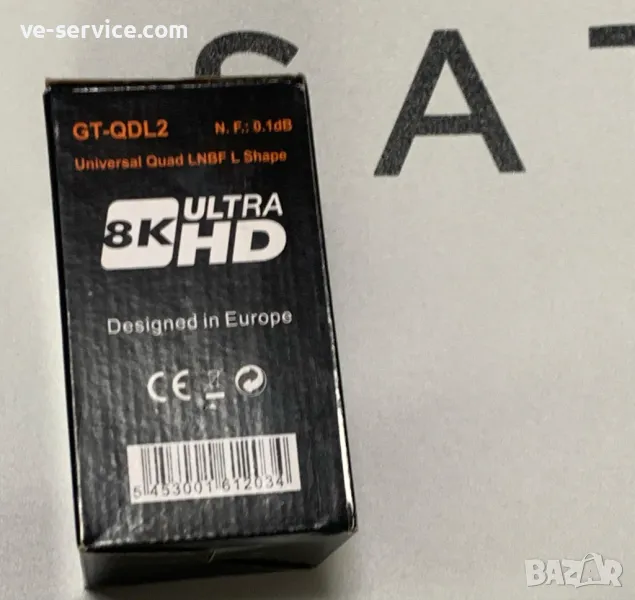 ve-service.com
SAT
GT-QDL2 N. F.: 0.1dB
Universal Quad LNBF L Shape
8K ULTRA HD
Designed in Europe
CE
5 453001 612034
BAZAR